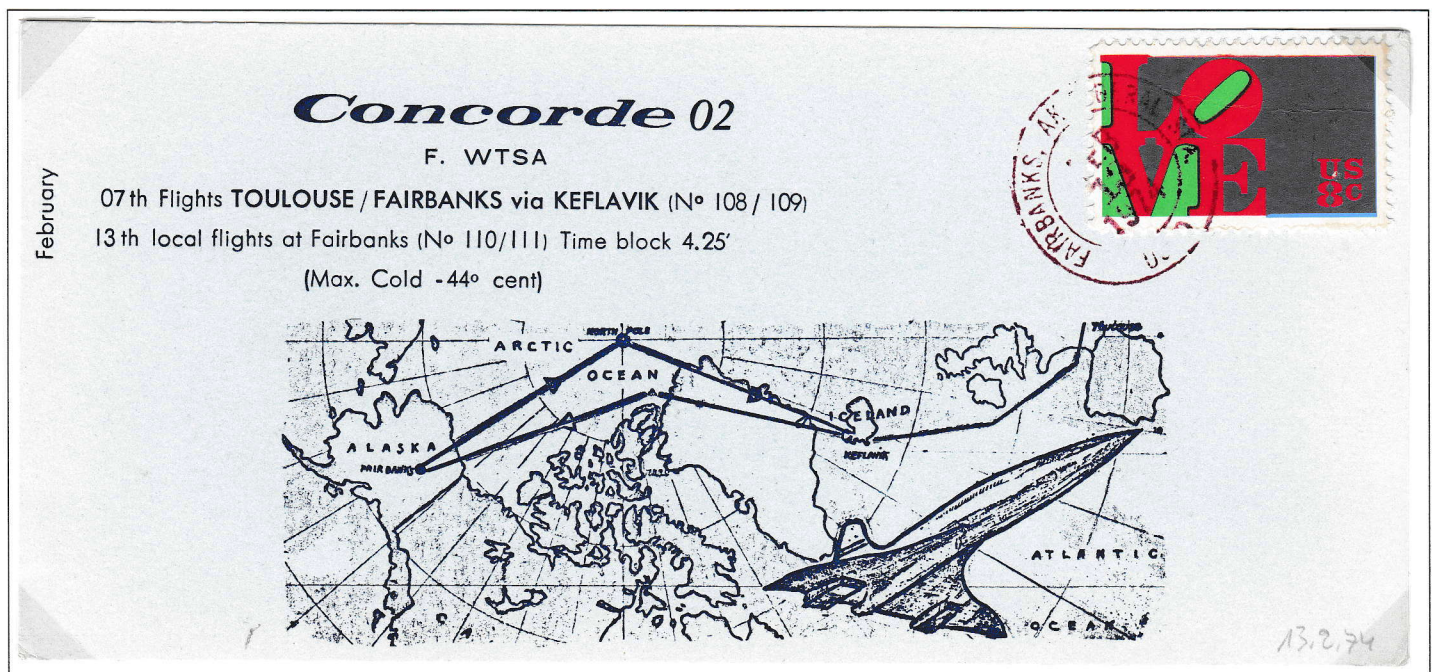 Concorde 02
F. WTSA
February
07th Flights TOULOUSE / FAIRBANKS via KEFLAVIK (Nº 108 / 109)
13th local flights at Fairbanks (Nº 110/111) Time block 4.25'
(Max. Cold -44º cent)
LOVE
US
8c
FAIRBANKS, AK
NORTH POLE
Toulouse
ARCTIC
OCEAN
ICELAND
KEFLAVIK
ALASKA
FAIRBANKS
ATLANTIC
OCEAN
13.2.74